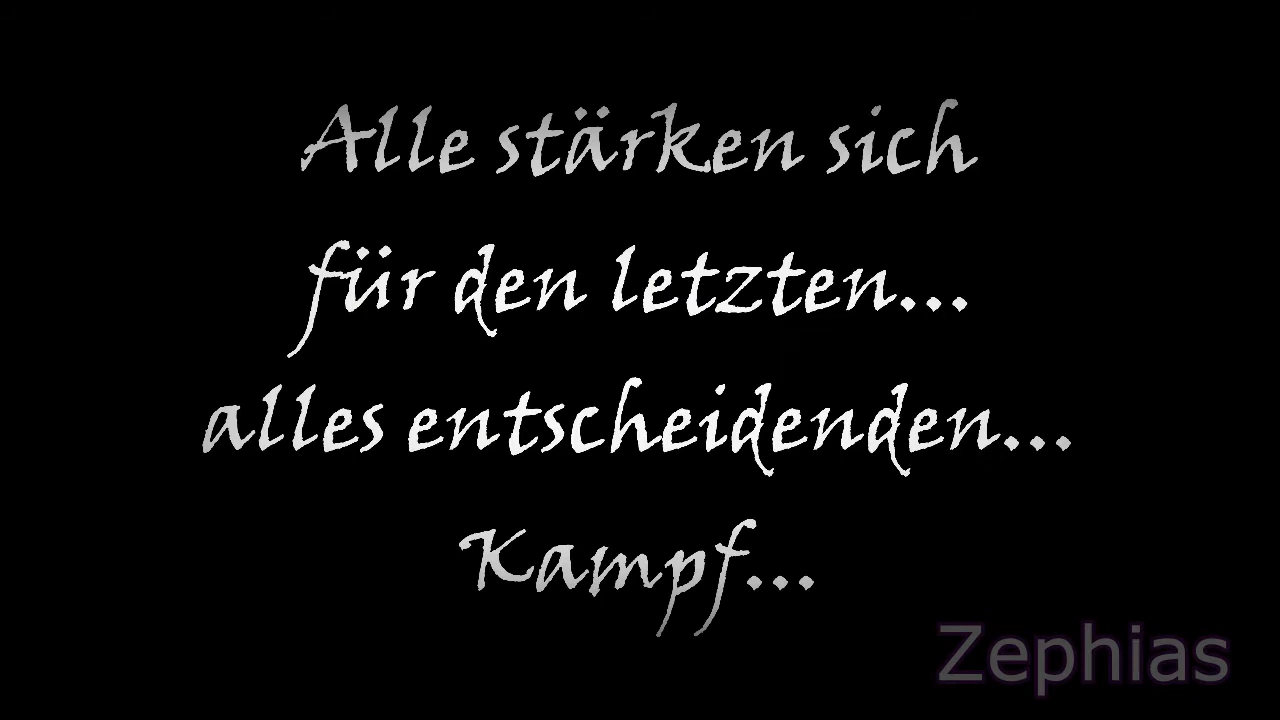 Alle stärken sich
für den letzten...
alles entscheidenden...
Kampf...
Zephias